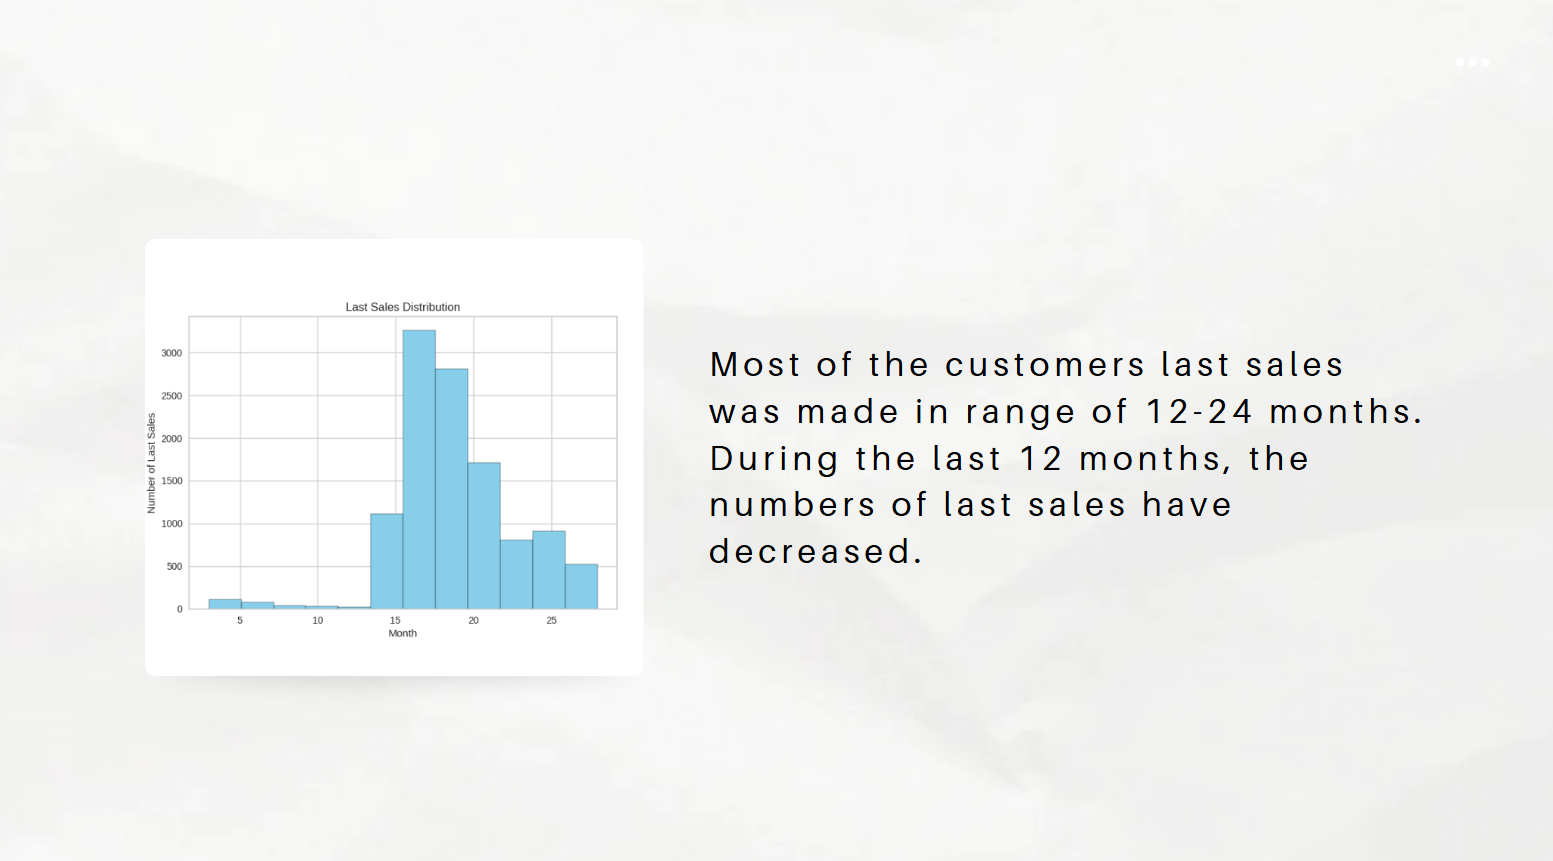 Last Sales Distribution
3000
2500
2000
1500
1000
500
0
Number of Last Sales
5 10 15 20 25
Month
Most of the customers last sales
was made in range of 12-24 months.
During the last 12 months, the
numbers of last sales have
decreased.